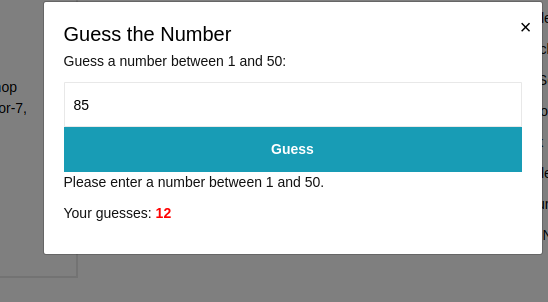 Guess the Number
×
Guess a number between 1 and 50:
85
Guess
Please enter a number between 1 and 50.
Your guesses: 12
or-7,